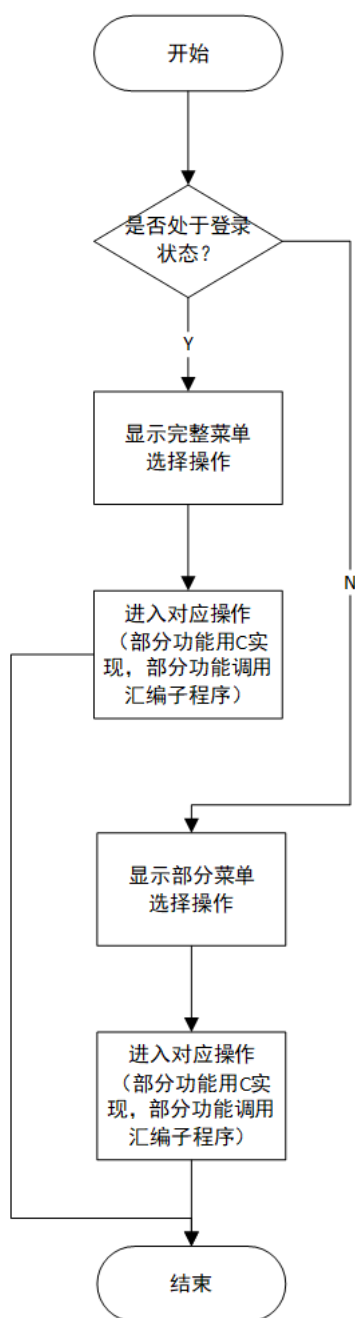 开始
是否处于登录
状态？
Y
显示完整菜单
选择操作
N
进入对应操作
（部分功能用C实
现，部分功能调用
汇编子程序）
显示部分菜单
选择操作
进入对应操作
（部分功能用C实
现，部分功能调用
汇编子程序）
结束